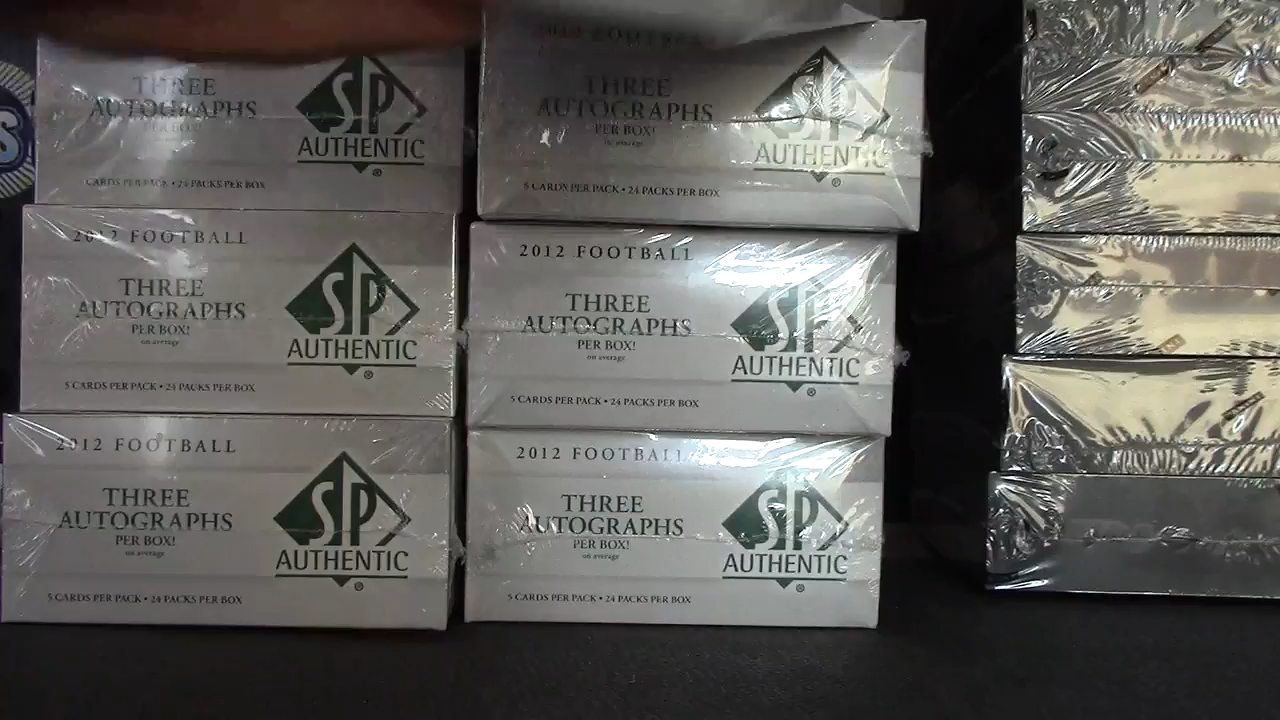 THREE
AUTOGRAPHS
PER BOX!
SP
AUTHENTIC
®
CARDS PER PACK • 24 PACKS PER BOX
2012 FOOTBALL
THREE
AUTOGRAPHS
PER BOX!
on average
SP
AUTHENTIC
®
5 CARDS PER PACK • 24 PACKS PER BOX
2012 FOOTBALL
THREE
AUTOGRAPHS
PER BOX!
on average
SP
AUTHENTIC
®
5 CARDS PER PACK • 24 PACKS PER BOX
2012 FOOTBALL
THREE
AUTOGRAPHS
PER BOX!
on average
SP
AUTHENTIC
®
5 CARDS PER PACK • 24 PACKS PER BOX
2012 FOOTBALL
THREE
AUTOGRAPHS
PER BOX!
on average
SP
AUTHENTIC
®
5 CARDS PER PACK • 24 PACKS PER BOX
2012 FOOTBALL
THREE
AUTOGRAPHS
PER BOX!
on average
SP
AUTHENTIC
®
5 CARDS PER PACK • 24 PACKS PER BOX